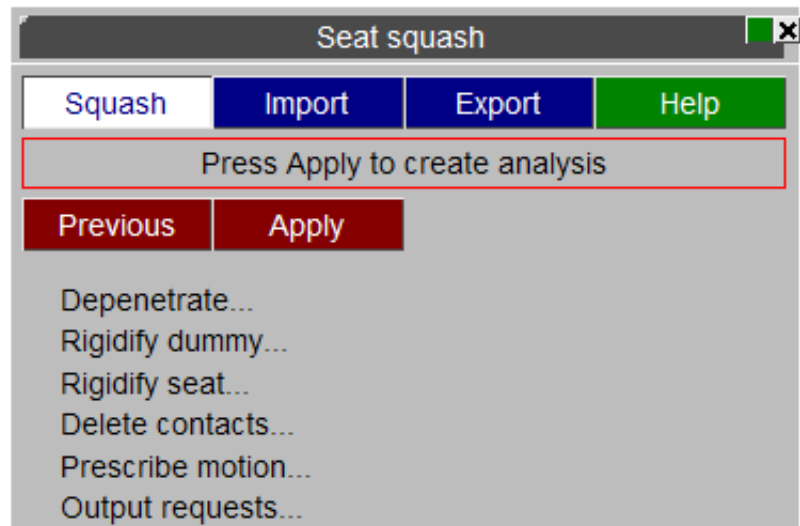 Seat squash
Squash Import Export Help
Press Apply to create analysis
Previous Apply
Depenetrate...
Rigidify dummy...
Rigidify seat...
Delete contacts...
Prescribe motion...
Output requests...